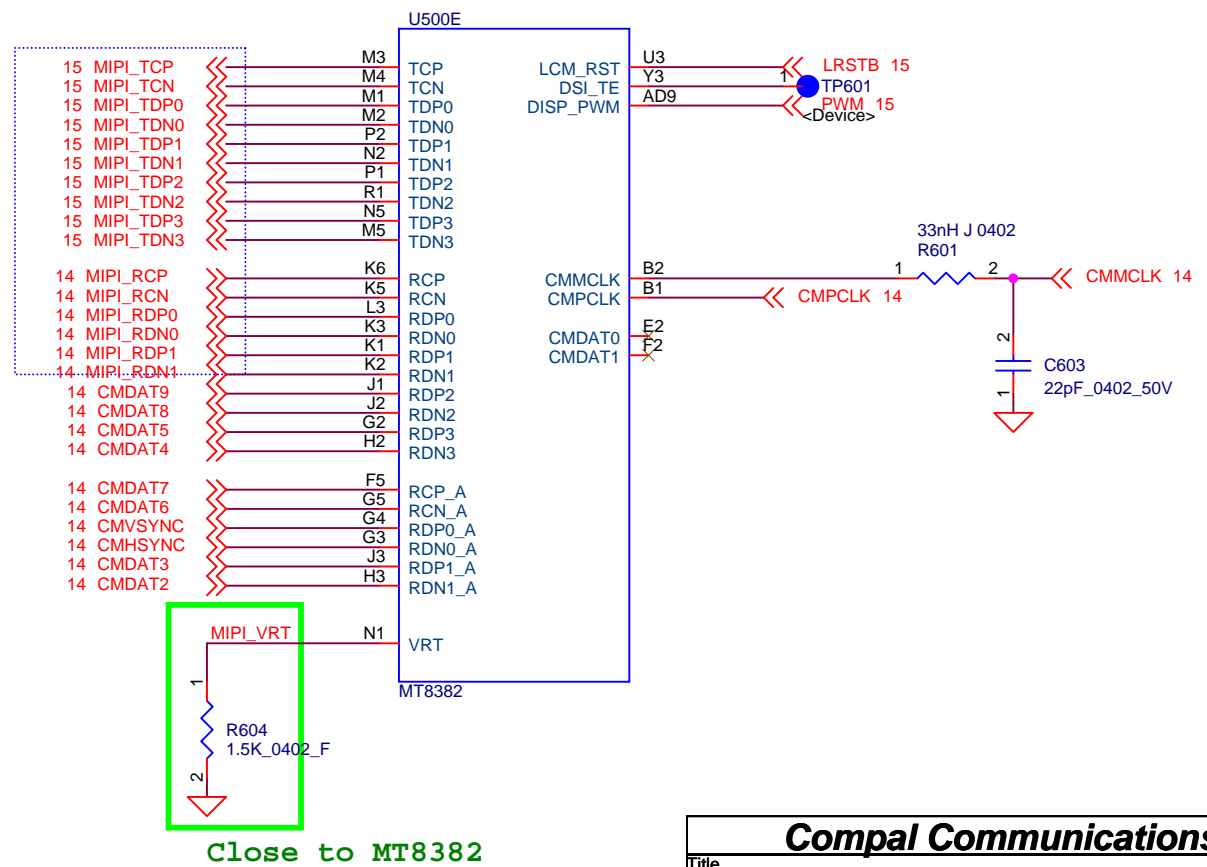 U500E
15 MIPI_TCP M3 TCP LCM_RST U3 LRSTB 15
15 MIPI_TCN M4 TCN DSI_TE Y3 1 TP601
15 MIPI_TDP0 M1 TDP0 DISP_PWM AD9 PWM 15
<Device>
15 MIPI_TDN0 M2 TDN0
15 MIPI_TDP1 P2 TDP1
15 MIPI_TDN1 N2 TDN1
15 MIPI_TDP2 P1 TDP2
15 MIPI_TDN2 R1 TDN2
15 MIPI_TDP3 N5 TDP3
15 MIPI_TDN3 M5 TDN3
33nH J 0402
R601
14 MIPI_RCP K6 RCP CMMCLK B2 1 2 CMMCLK 14
14 MIPI_RCN K5 RCN CMPCLK B1 CMPCLK 14
14 MIPI_RDP0 L3 RDP0
14 MIPI_RDN0 K3 RDN0 CMDAT0 E2
14 MIPI_RDP1 K1 RDP1 CMDAT1 F2
14 MIPI_RDN1 K2 RDN1
14 CMDAT9 J1 RDP2
14 CMDAT8 J2 RDN2
14 CMDAT5 G2 RDP3
14 CMDAT4 H2 RDN3
2
C603
22pF_0402_50V
1
14 CMDAT7 F5 RCP_A
14 CMDAT6 G5 RCN_A
14 CMVSYNC G4 RDP0_A
14 CMHSYNC G3 RDN0_A
14 CMDAT3 J3 RDP1_A
14 CMDAT2 H3 RDN1_A
MIPI_VRT N1 VRT
MT8382
1
R604
1.5K_0402_F
2
Close to MT8382
Compal Communications
Title